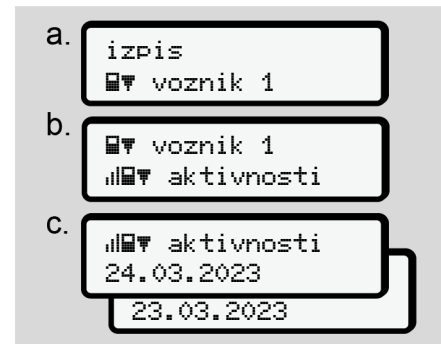 a.
izpis
voznik 1
b.
voznik 1
aktivnosti
c.
aktivnosti
24.03.2023
23.03.2023